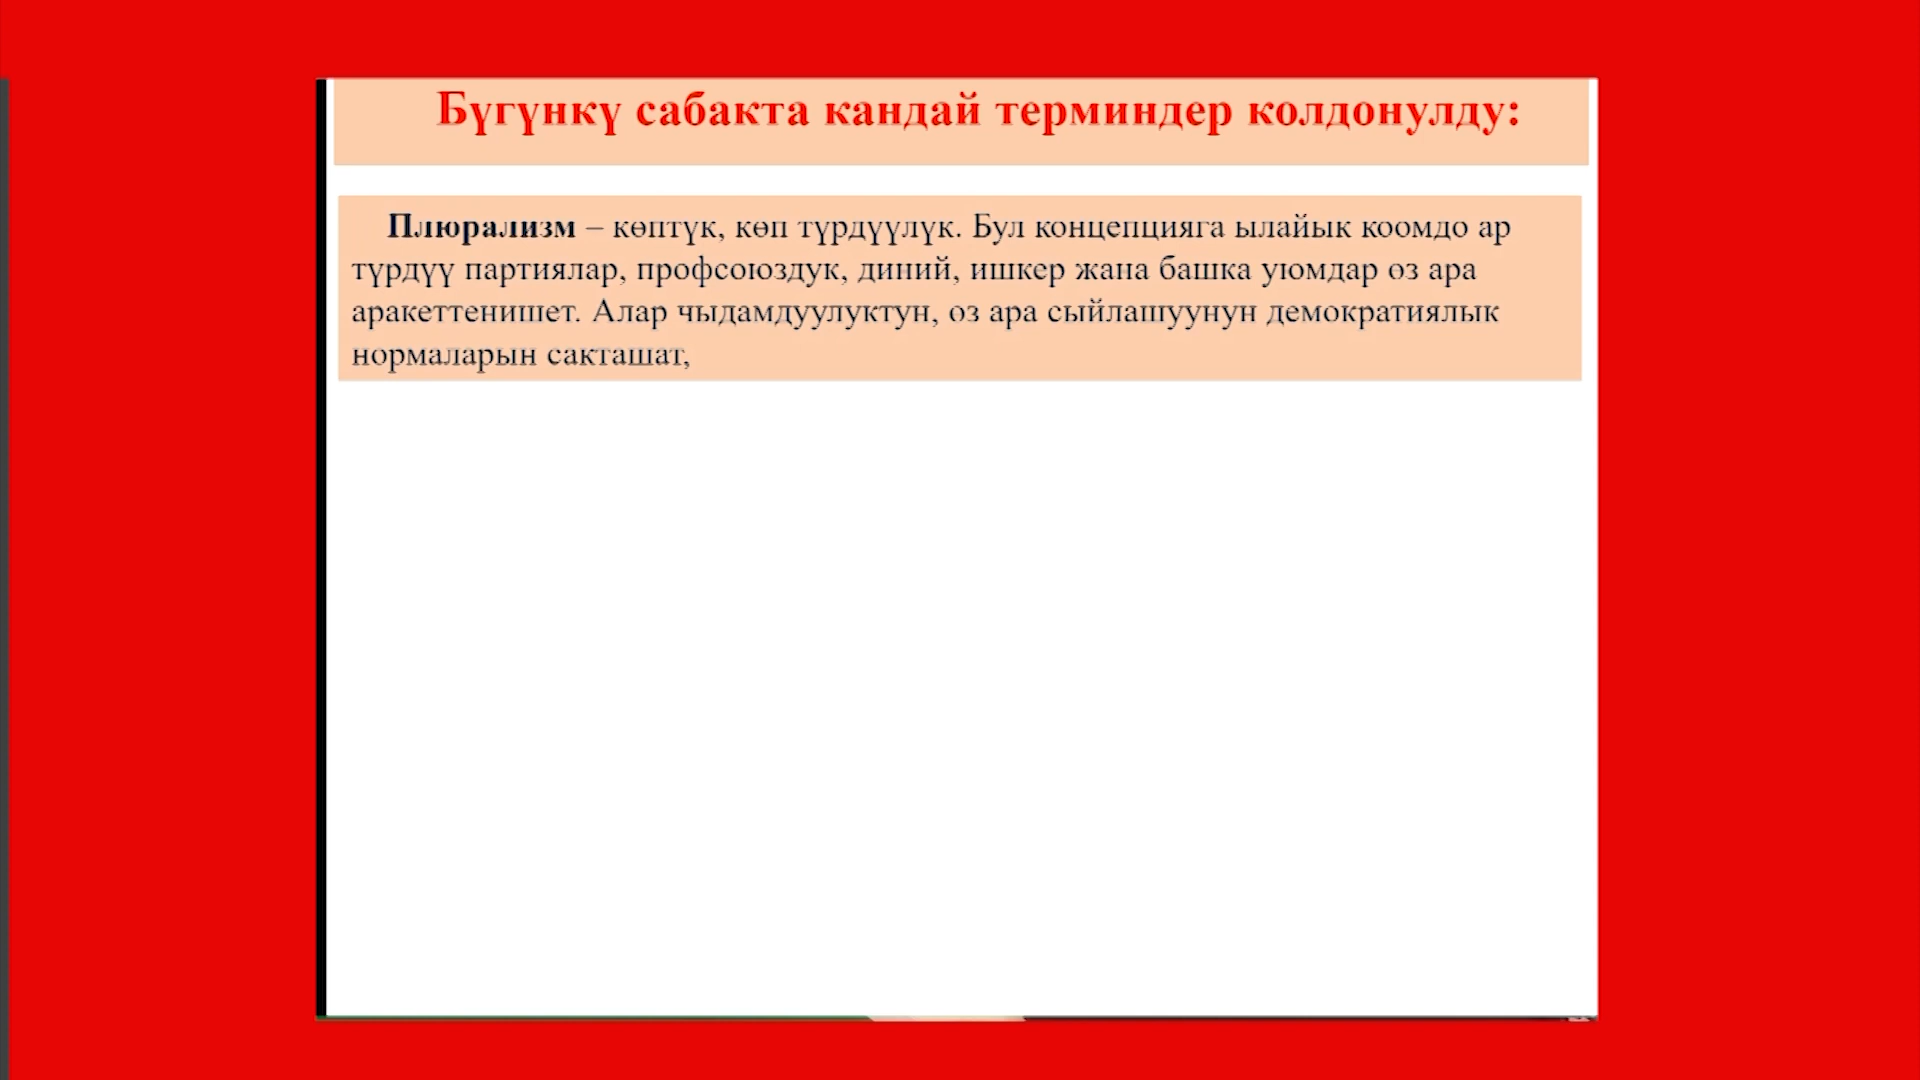 Бүгүнкү сабакта кандай терминдер колдонулду:
Плюрализм – көптүк, көп түрдүүлүк. Бул концепцияга ылайык коомдо ар
түрдүү партиялар, профсоюздук, диний, ишкер жана башка уюмдар өз ара
аракеттенишет. Алар чыдамдуулуктун, өз ара сыйлашуунун демократиялык
нормаларын сакташат,